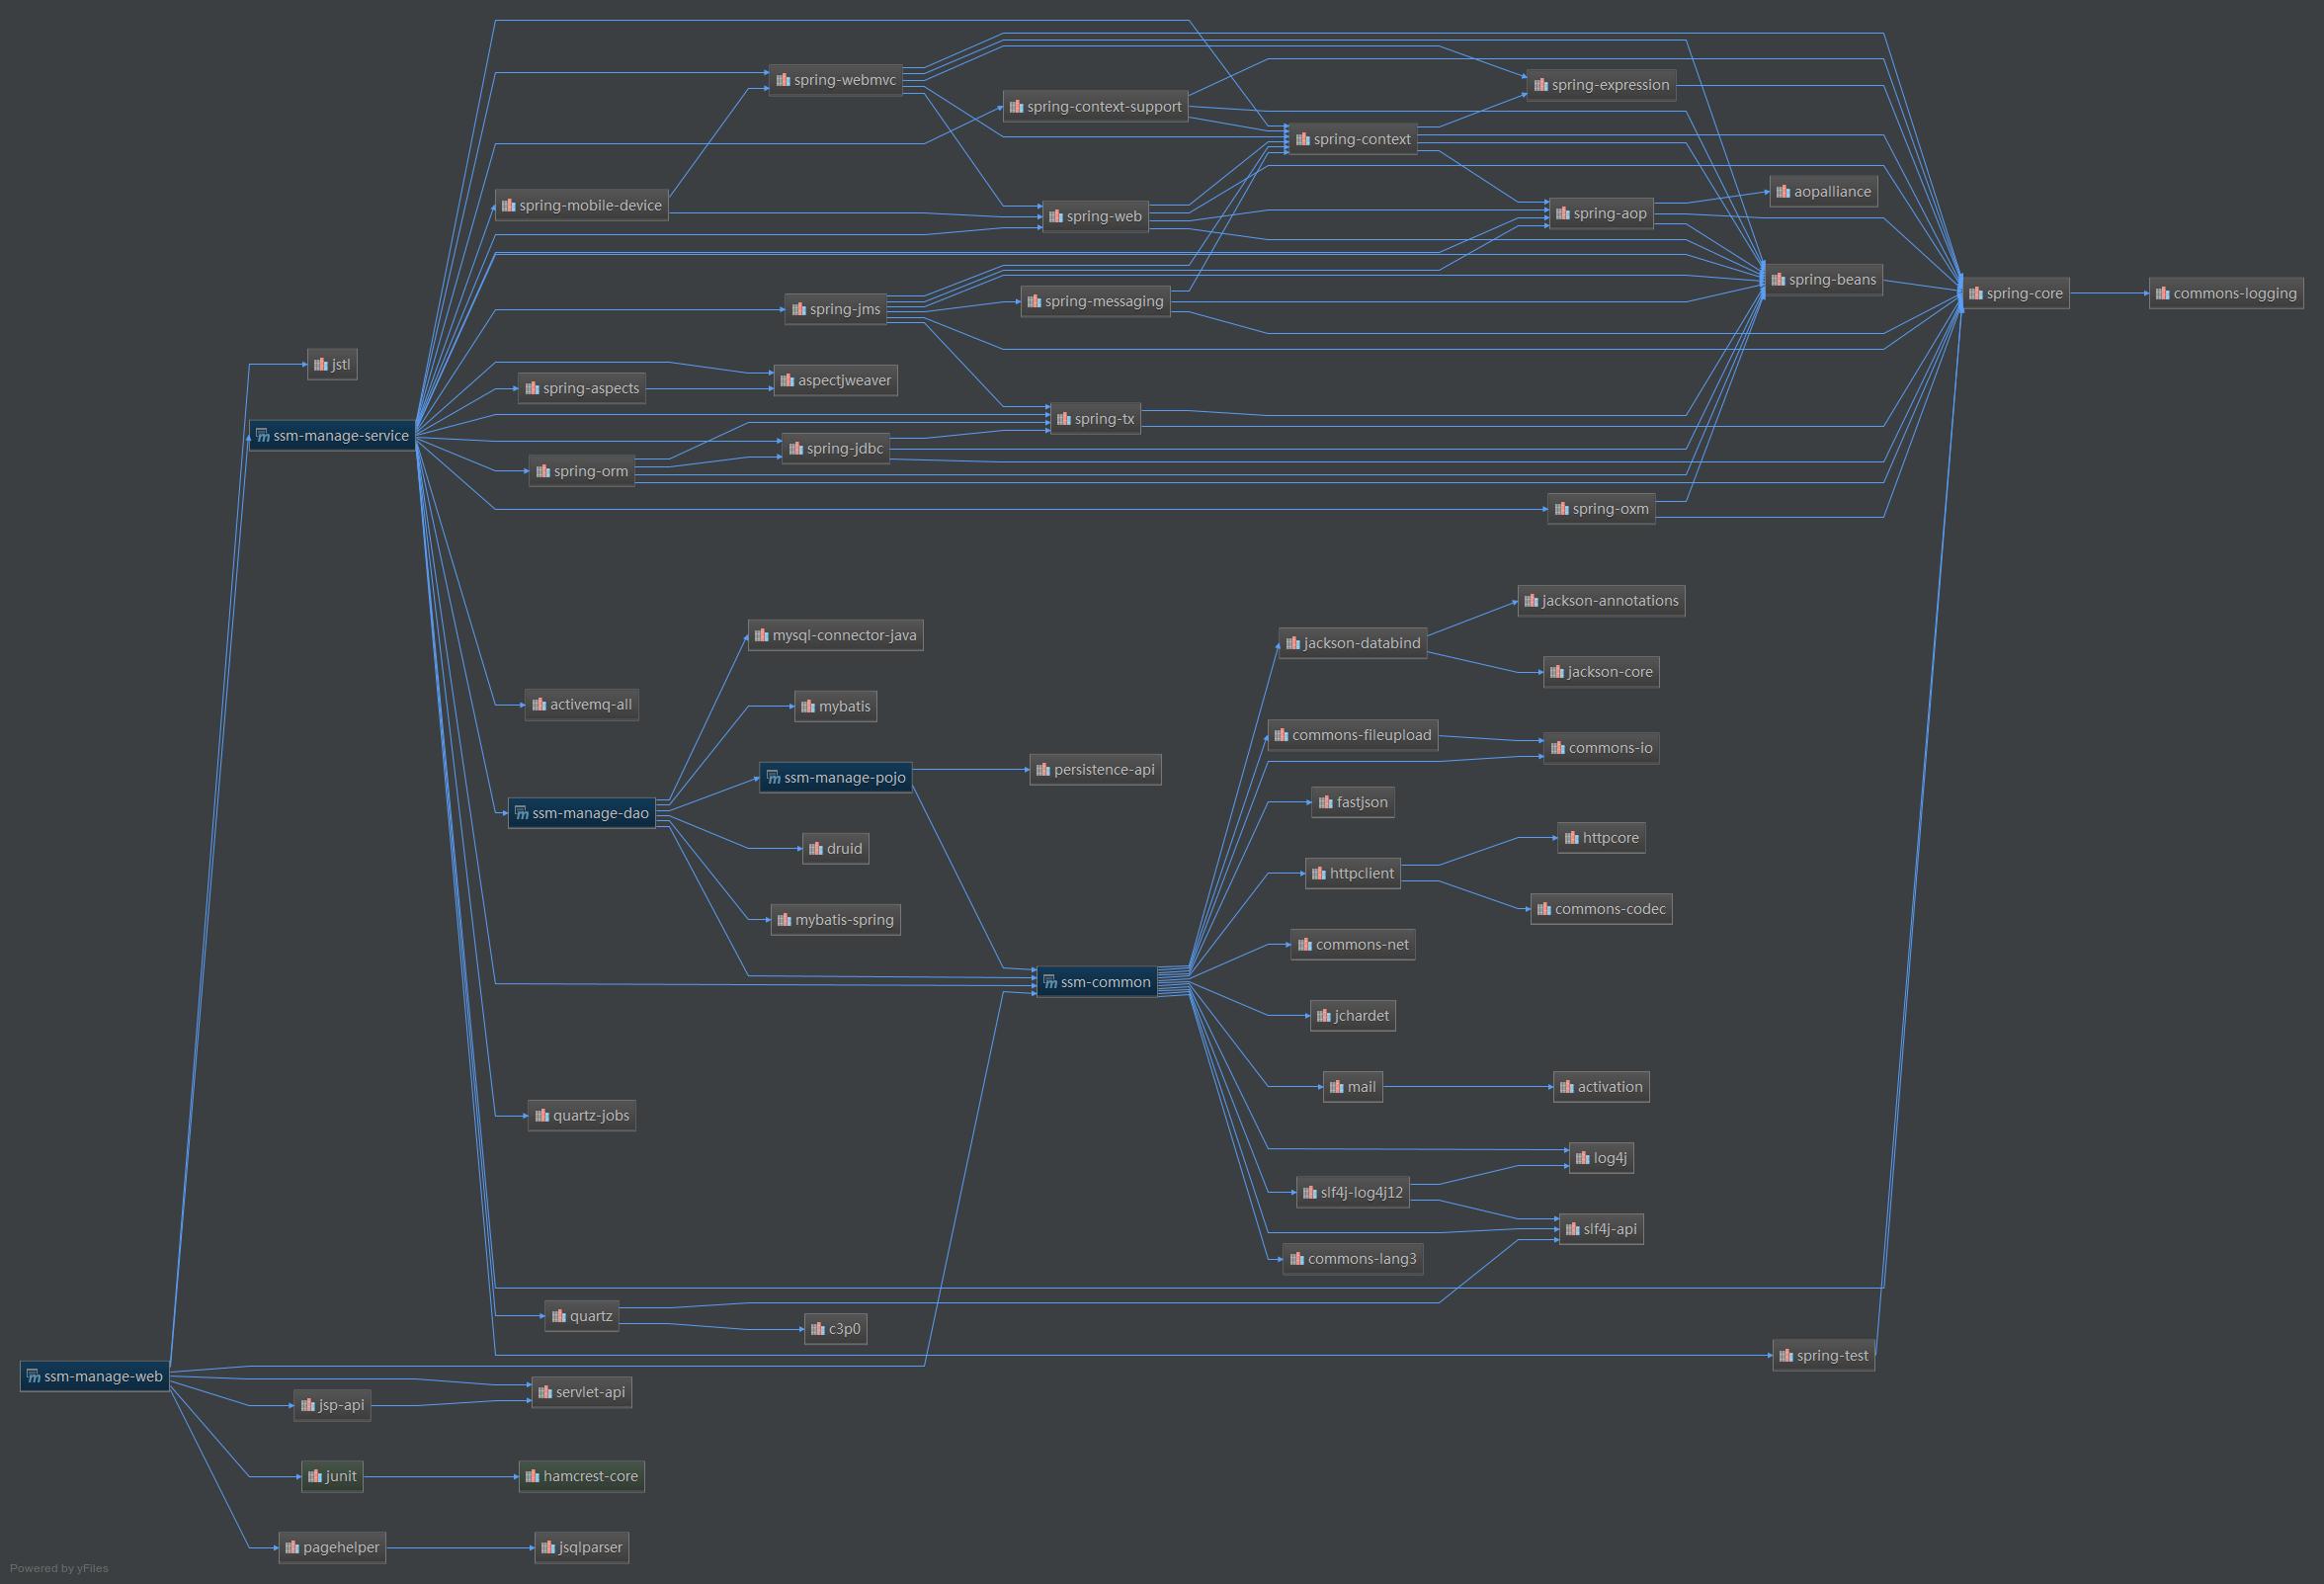 spring-webmvc
spring-expression
spring-context-support
spring-context
aopalliance
spring-mobile-device
spring-web
spring-aop
spring-beans
spring-core
commons-logging
spring-jms
spring-messaging
jstl
aspectjweaver
spring-aspects
spring-tx
ssm-manage-service
spring-jdbc
spring-orm
spring-oxm
jackson-annotations
mysql-connector-java
jackson-databind
jackson-core
activemq-all
mybatis
commons-fileupload
commons-io
ssm-manage-pojo
persistence-api
fastjson
ssm-manage-dao
httpcore
druid
httpclient
commons-codec
mybatis-spring
commons-net
ssm-common
jchardet
mail
activation
quartz-jobs
log4j
slf4j-log4j12
slf4j-api
commons-lang3
quartz
c3p0
spring-test
ssm-manage-web
servlet-api
jsp-api
junit
hamcrest-core
pagehelper
jsqlparser
Powered by yFiles